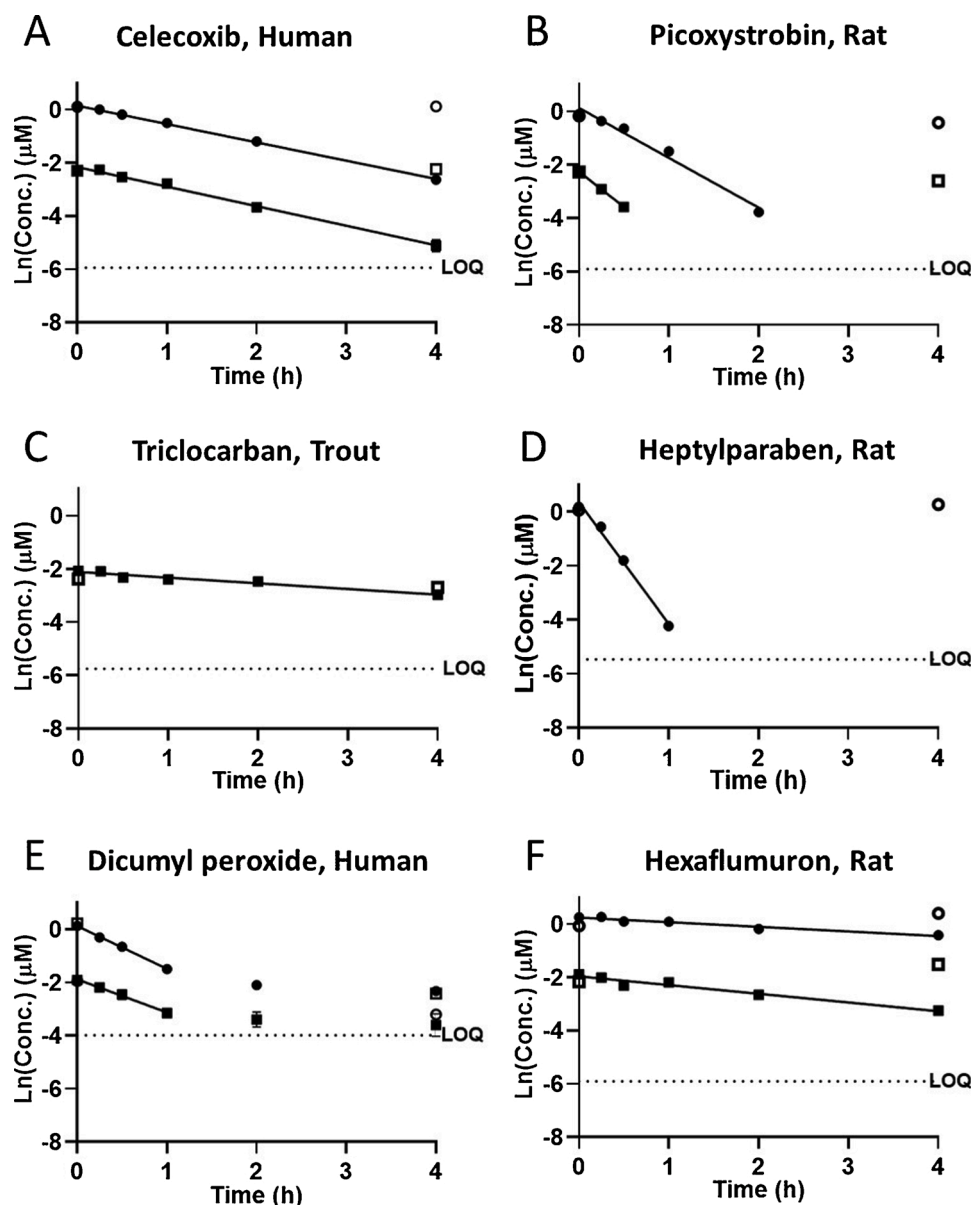 A Celecoxib, Human
Ln(Conc.) (μM)
0
-2
-4
-6
-8
LOQ
0 1 2 3 4
Time (h)
B Picoxystrobin, Rat
Ln(Conc.) (μM)
0
-2
-4
-6
-8
LOQ
0 1 2 3 4
Time (h)
C Triclocarban, Trout
Ln(Conc.) (μM)
0
-2
-4
-6
-8
LOQ
0 1 2 3 4
Time (h)
D Heptylparaben, Rat
Ln(Conc.) (μM)
0
-2
-4
-6
-8
LOQ
0 1 2 3 4
Time (h)
E Dicumyl peroxide, Human
Ln(Conc.) (μM)
0
-2
-4
-6
-8
LOQ
0 1 2 3 4
Time (h)
F Hexaflumuron, Rat
Ln(Conc.) (μM)
0
-2
-4
-6
-8
LOQ
0 1 2 3 4
Time (h)